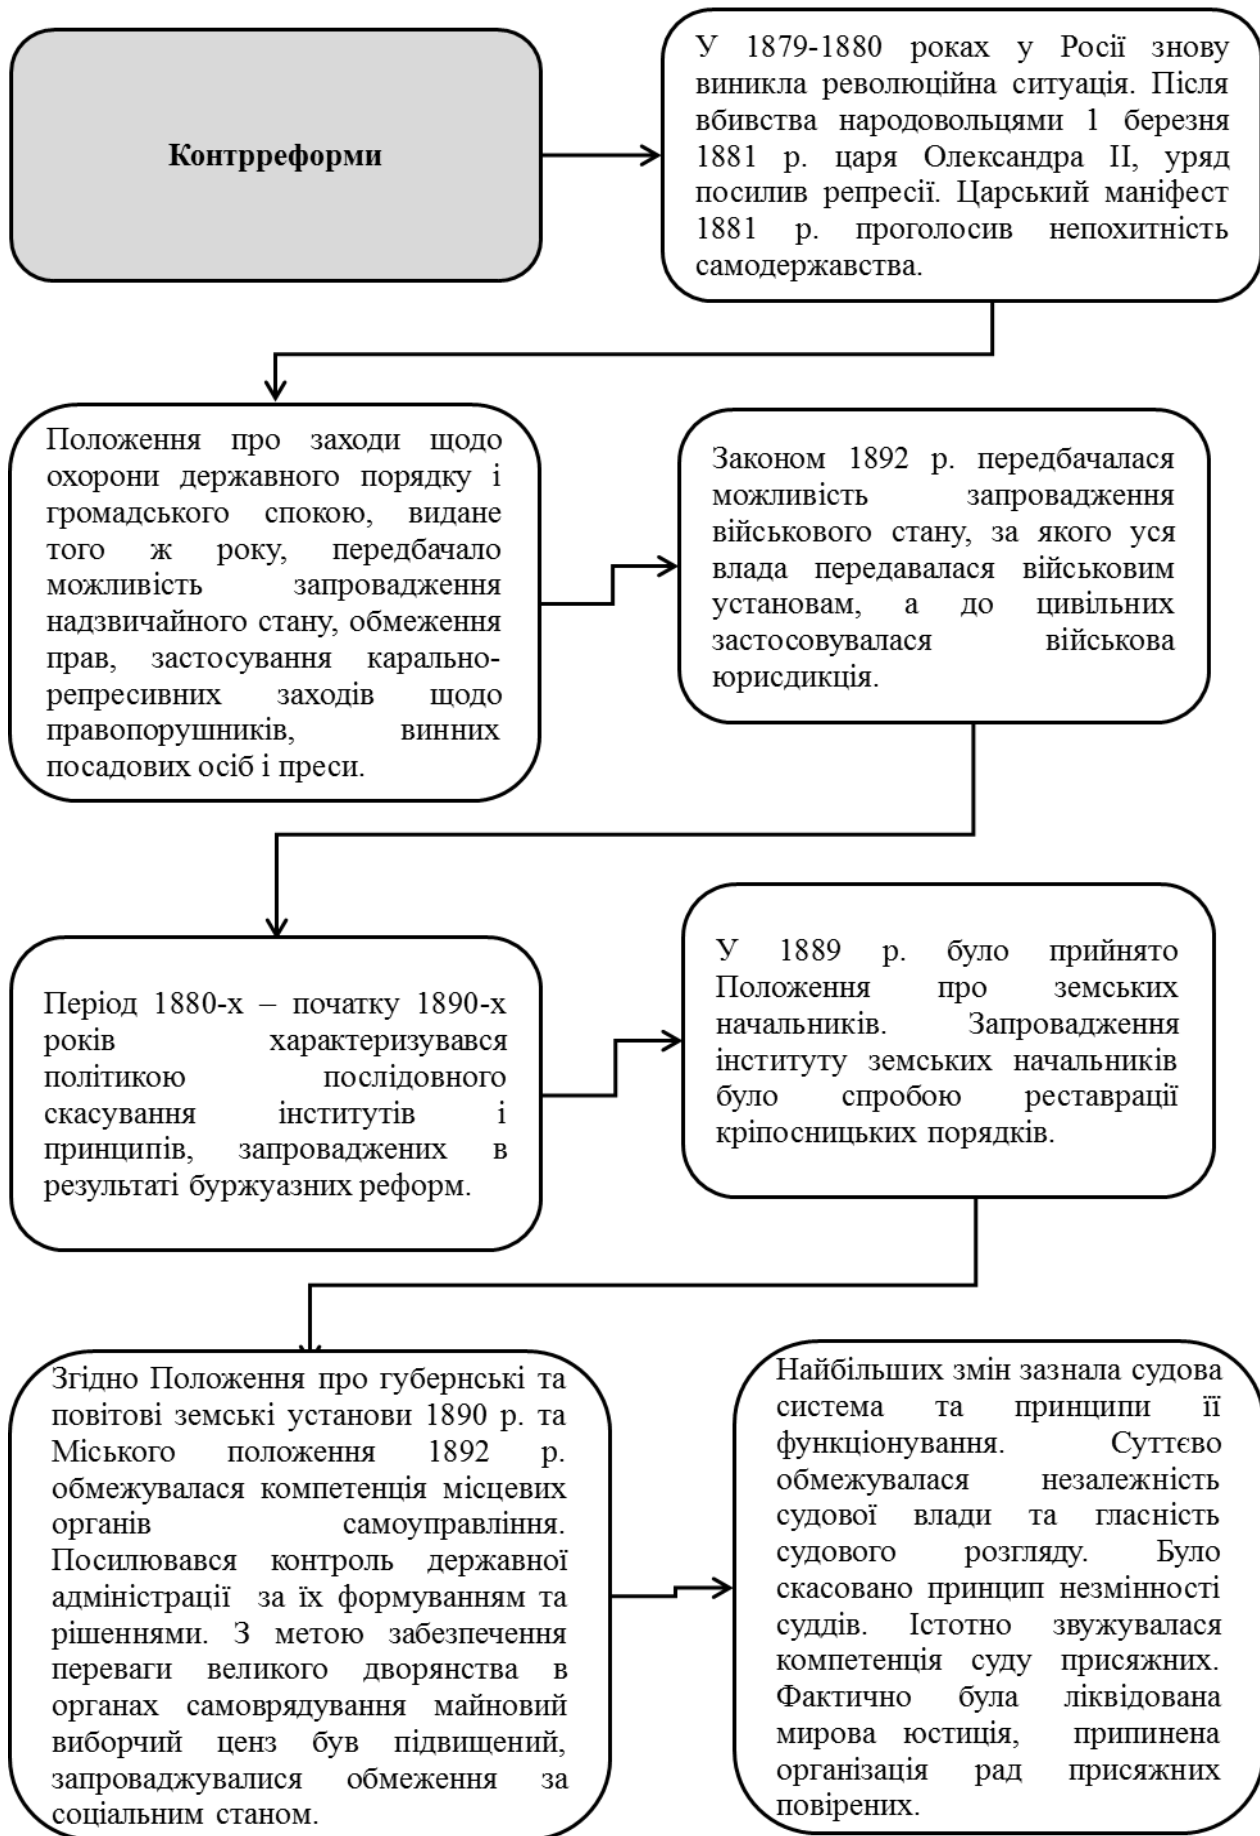 Контрреформи
У 1879-1880 роках у Росії знову
виникла революційна ситуація. Після
вбивства народовольцями 1 березня
1881 р. царя Олександра II, уряд
посилив репресії. Царський маніфест
1881 р. проголосив непохитність
самодержавства.
Положення про заходи щодо
охорони державного порядку і
громадського спокою, видане
того ж року, передбачало
можливість запровадження
надзвичайного стану, обмеження
прав, застосування карально-
репресивних заходів щодо
правопорушників, винних
посадових осіб і преси.
Законом 1892 р. передбачалася
можливість запровадження
військового стану, за якого уся
влада передавалася військовим
установам, а до цивільних
застосовувалася військова
юрисдикція.
Період 1880-х – початку 1890-х
років характеризувався
політикою послідовного
скасування інститутів і
принципів, запроваджених в
результаті буржуазних реформ.
У 1889 р. було прийнято
Положення про земських
начальників. Запровадження
інституту земських начальників
було спробою реставрації
кріпосницьких порядків.
Згідно Положення про губернські та
повітові земські установи 1890 р. та
Міського положення 1892 р.
обмежувалася компетенція місцевих
органів самоуправління.
Посилювався контроль державної
адміністрації за їх формуванням та
рішеннями. З метою забезпечення
переваги великого дворянства в
органах самоврядування майновий
виборчий ценз був підвищений,
запроваджувалися обмеження за
соціальним станом.
Найбільших змін зазнала судова
система та принципи її
функціонування. Суттєво
обмежувалася незалежність
судової влади та гласність
судового розгляду. Було
скасовано принцип незмінності
суддів. Істотно звужувалася
компетенція суду присяжних.
Фактично була ліквідована
мирова юстиція, припинена
організація рад присяжних
повірених.